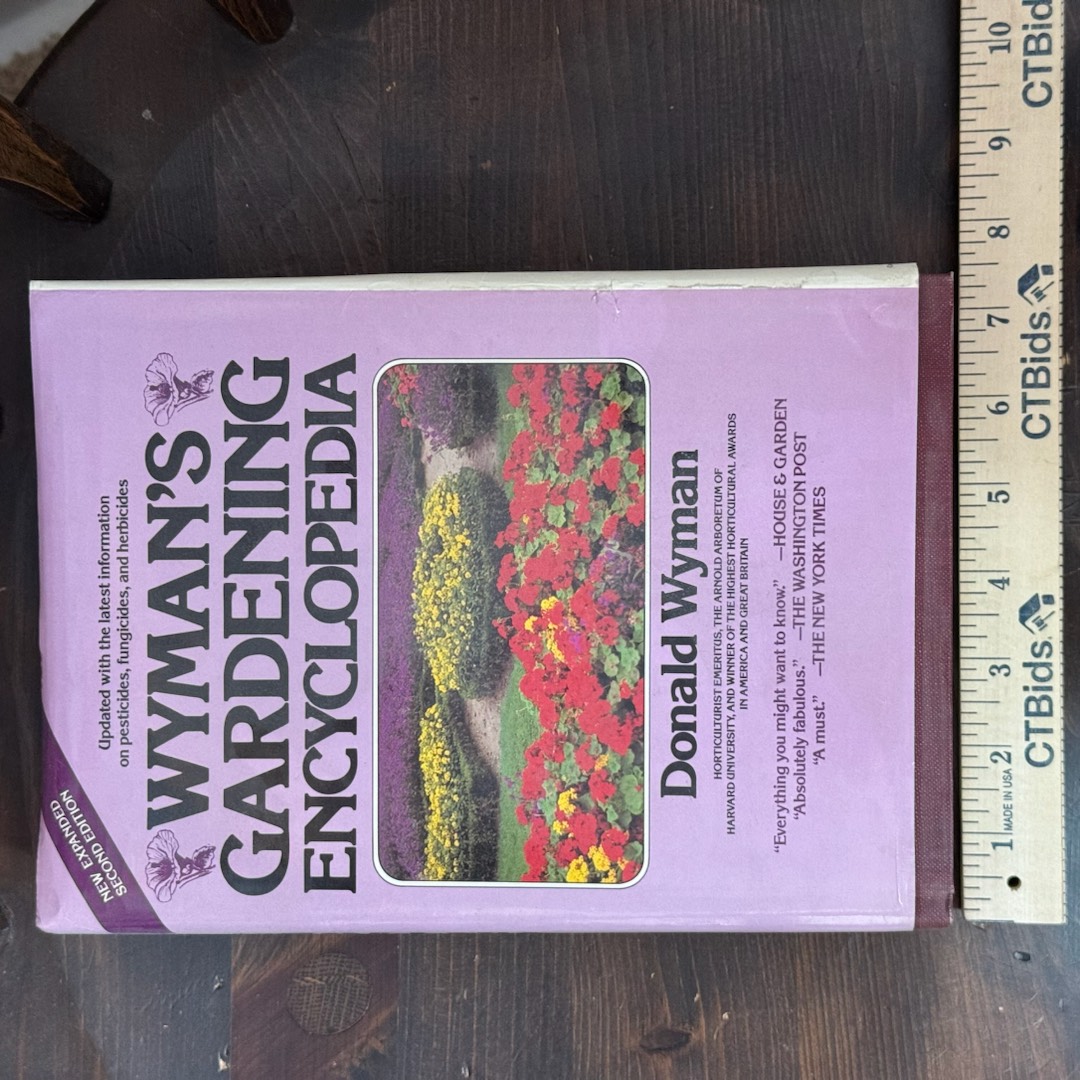 NEW EXPANDED
SECOND EDITION
Updated with the latest information
on pesticides, fungicides, and herbicides
WYMAN'S
GARDENING
ENCYCLOPEDIA
Donald Wyman
HORTICULTURIST EMERITUS, THE ARNOLD ARBORETUM OF
HARVARD UNIVERSITY, AND WINNER OF THE HIGHEST HORTICULTURAL AWARDS
IN AMERICA AND GREAT BRITAIN
“Everything you might want to know.” —HOUSE & GARDEN
“Absolutely fabulous.” —THE WASHINGTON POST
“A must.” —THE NEW YORK TIMES
1 MADE IN USA 2 3 4 5 6 7 8 9 10
CTBids. CTBids. CTBid